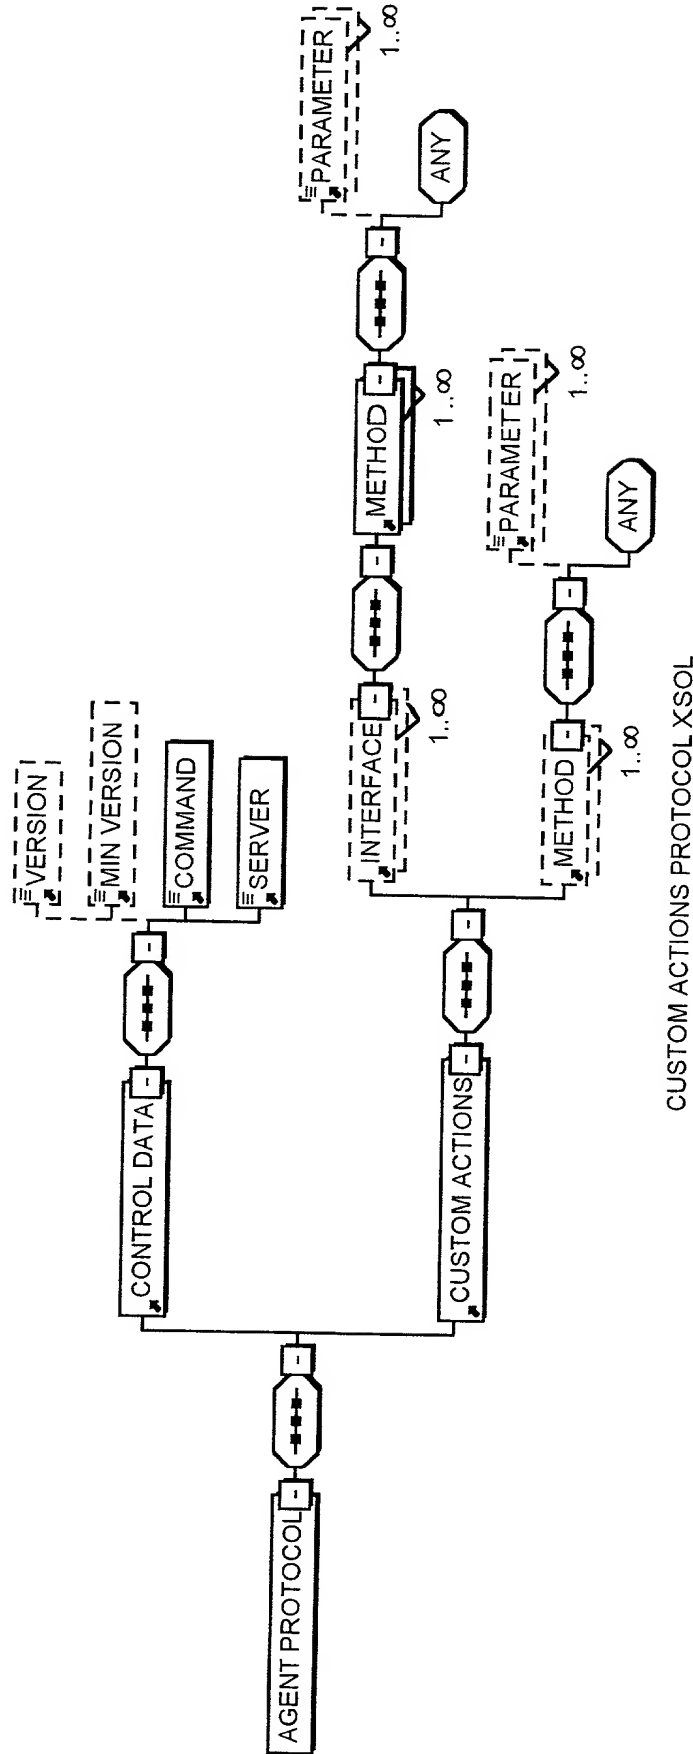 AGENT PROTOCOL
CONTROL DATA
VERSION
MIN VERSION
COMMAND
SERVER
CUSTOM ACTIONS
INTERFACE
1..∞
METHOD
1..∞
PARAMETER
1..∞
ANY
METHOD
1..∞
PARAMETER
1..∞
ANY
CUSTOM ACTIONS PROTOCOL XSOL